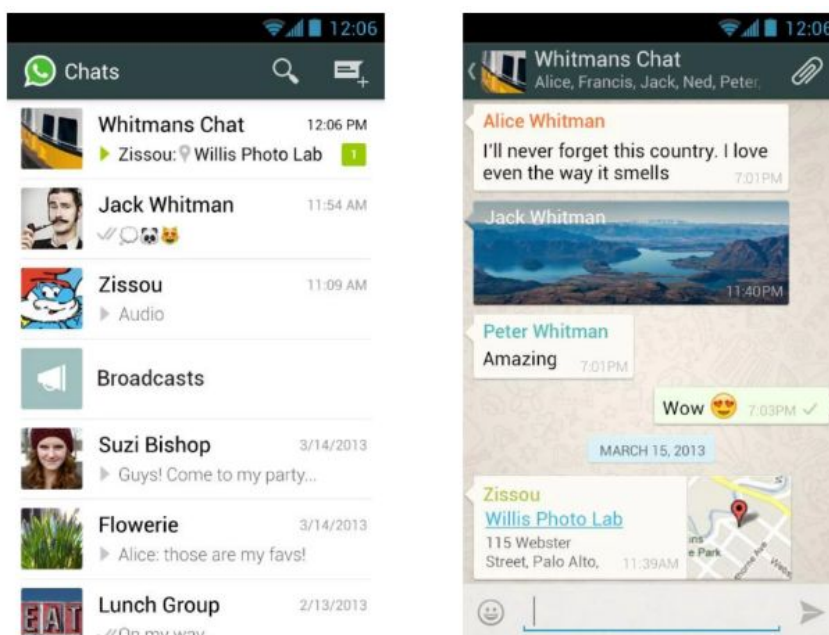 12:06
Chats
Whitmans Chat 12:06 PM
Zissou: Willis Photo Lab 1
Jack Whitman 11:54 AM
Zissou 11:09 AM
Audio
Broadcasts
Suzi Bishop 3/14/2013
Guys! Come to my party...
Flowerie 3/14/2013
Alice: those are my favs!
EAT
Lunch Group 2/13/2013
On my way
12:06
Whitmans Chat
Alice, Francis, Jack, Ned, Peter,
Alice Whitman
I'll never forget this country. I love
even the way it smells 7:01PM
Jack Whitman
11:40PM
Peter Whitman
Amazing 7:01PM
Wow 😍 7:03PM
MARCH 15, 2013
Zissou
Willis Photo Lab
115 Webster
Street, Palo Alto, 11:39AM